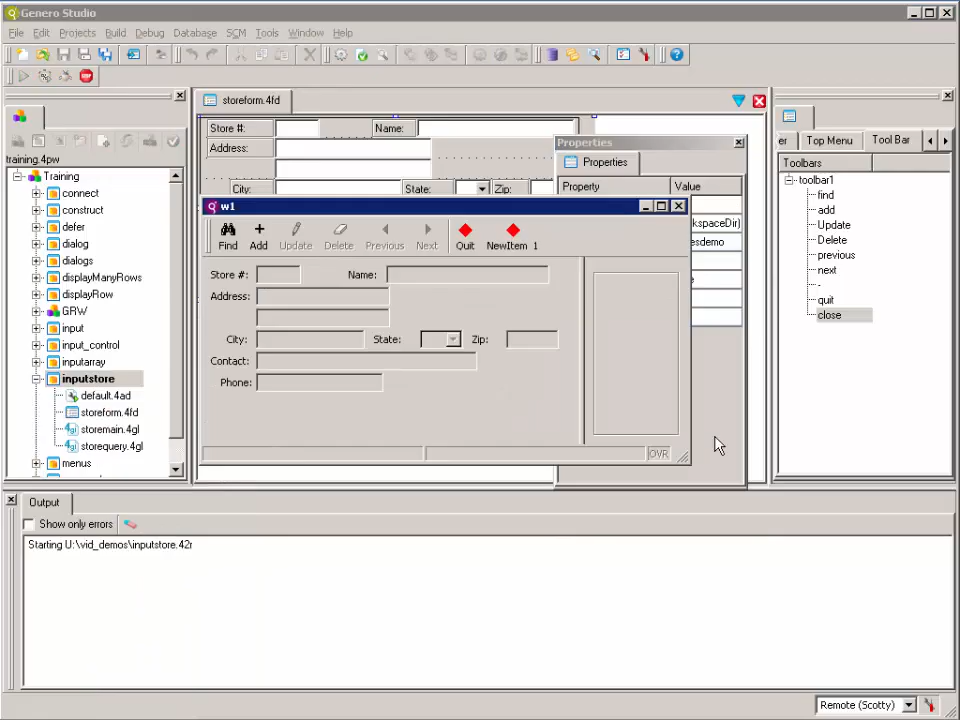 Genero Studio
File Edit Projects Build Debug Database SCM Tools Window Help
storeform.4fd
training.4pw
Training
connect
construct
defer
dialog
dialogs
displayManyRows
displayRow
GRW
input
input_control
inputarray
inputstore
default.4ad
storeform.4fd
storemain.4gl
storequery.4gl
menus
Store #: Name:
Address:
City: State: Zip:
Properties
Properties
Property Value
kspaceDir)
esdemo
w1
Find Add Update Delete Previous Next Quit NewItem 1
Store #: Name:
Address:
City: State: Zip:
Contact:
Phone:
OVR
er Top Menu Tool Bar
Toolbars
toolbar1
find
add
Update
Delete
previous
next
-
quit
close
Output
Show only errors
Starting U:\vid_demos\inputstore.42r
Remote (Scotty)